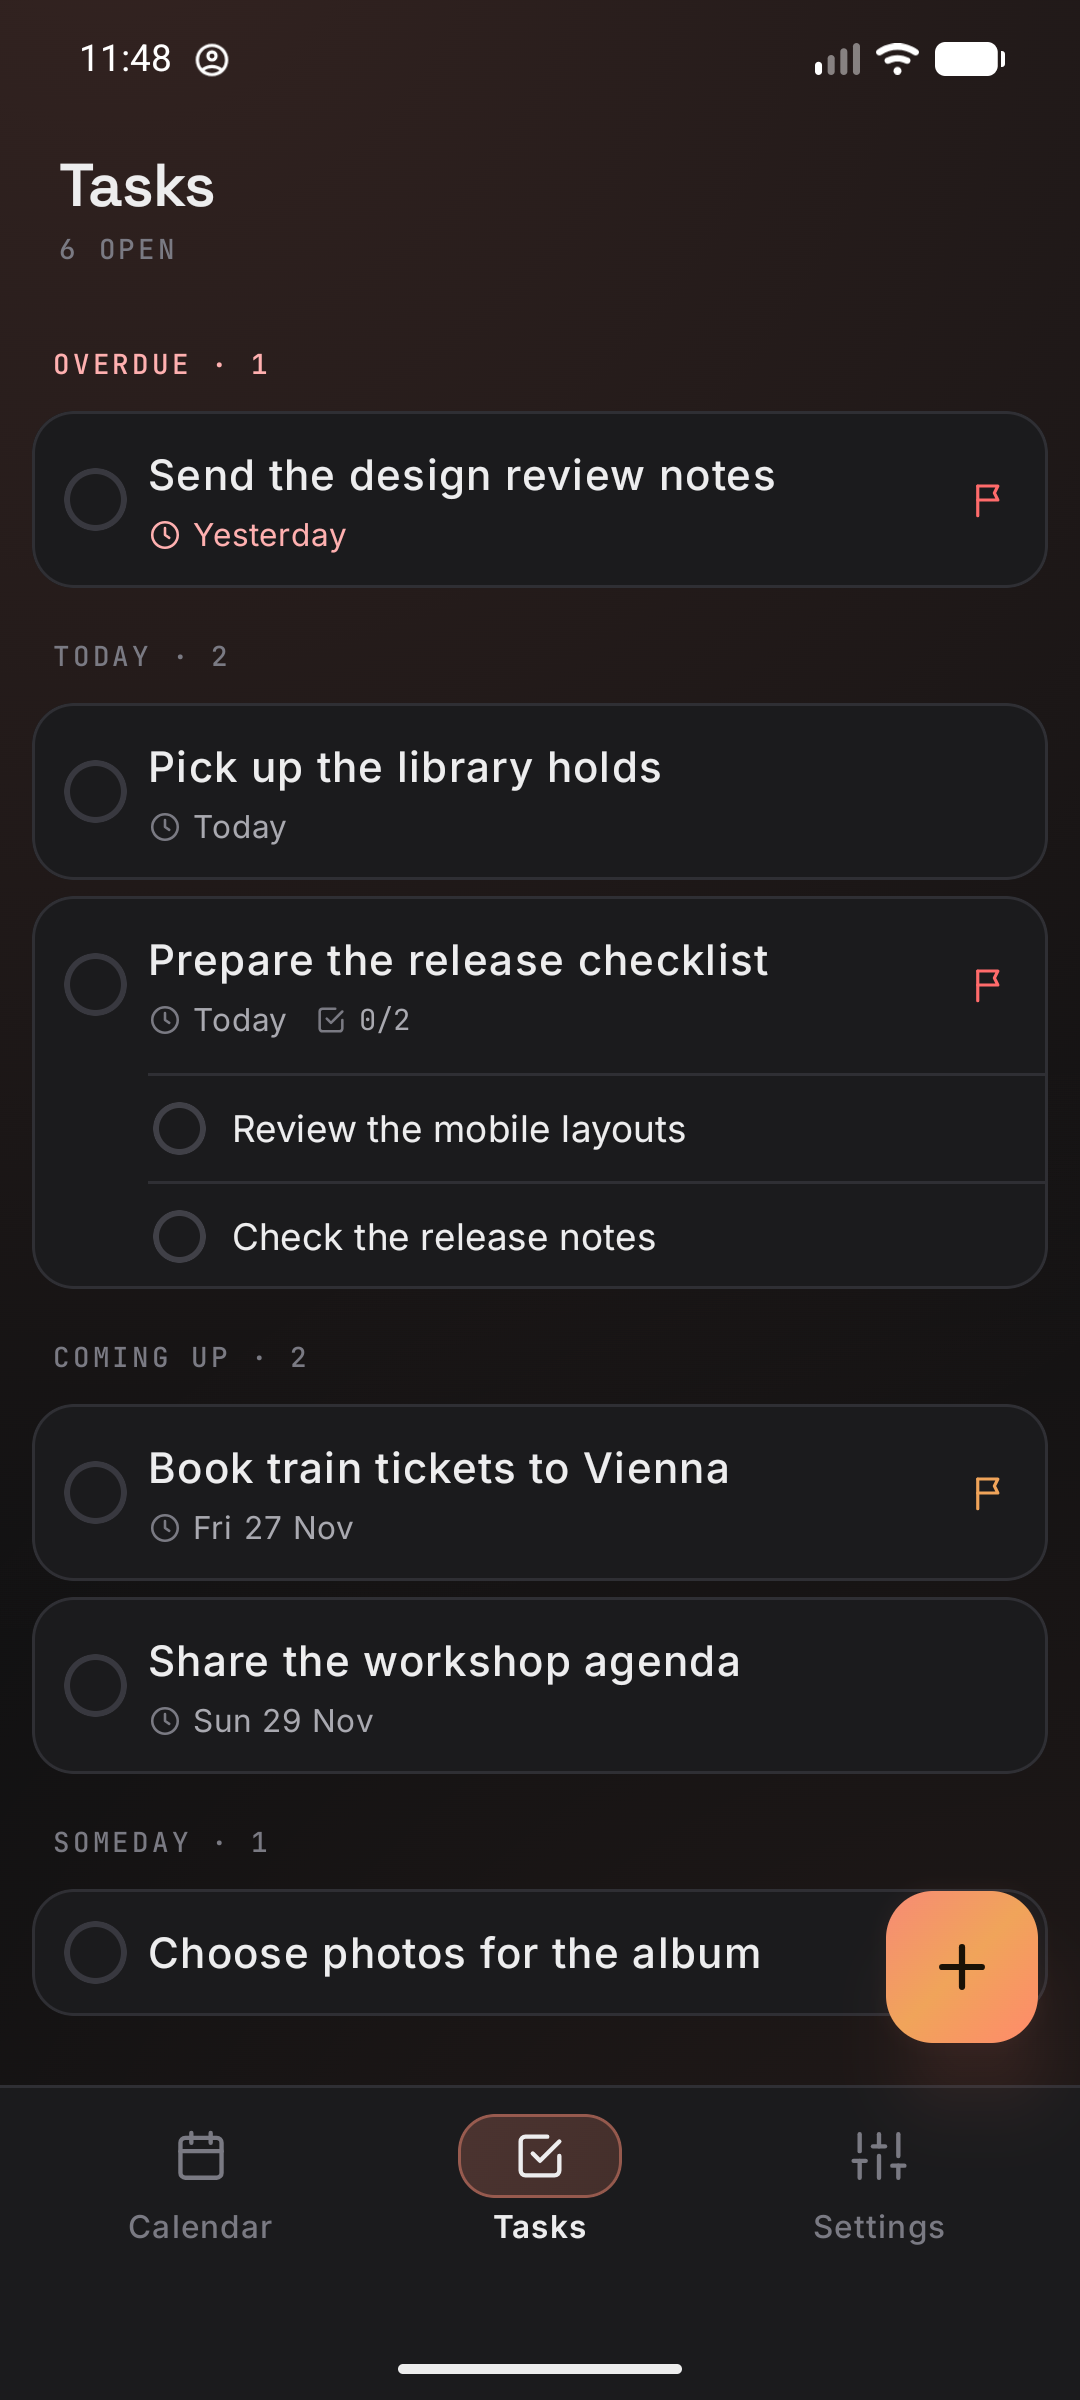 11:48
Tasks
6 OPEN
OVERDUE · 1
Send the design review notes
Yesterday
TODAY · 2
Pick up the library holds
Today
Prepare the release checklist
Today 0/2
Review the mobile layouts
Check the release notes
COMING UP · 2
Book train tickets to Vienna
Fri 27 Nov
Share the workshop agenda
Sun 29 Nov
SOMEDAY · 1
Choose photos for the album
Calendar Tasks Settings